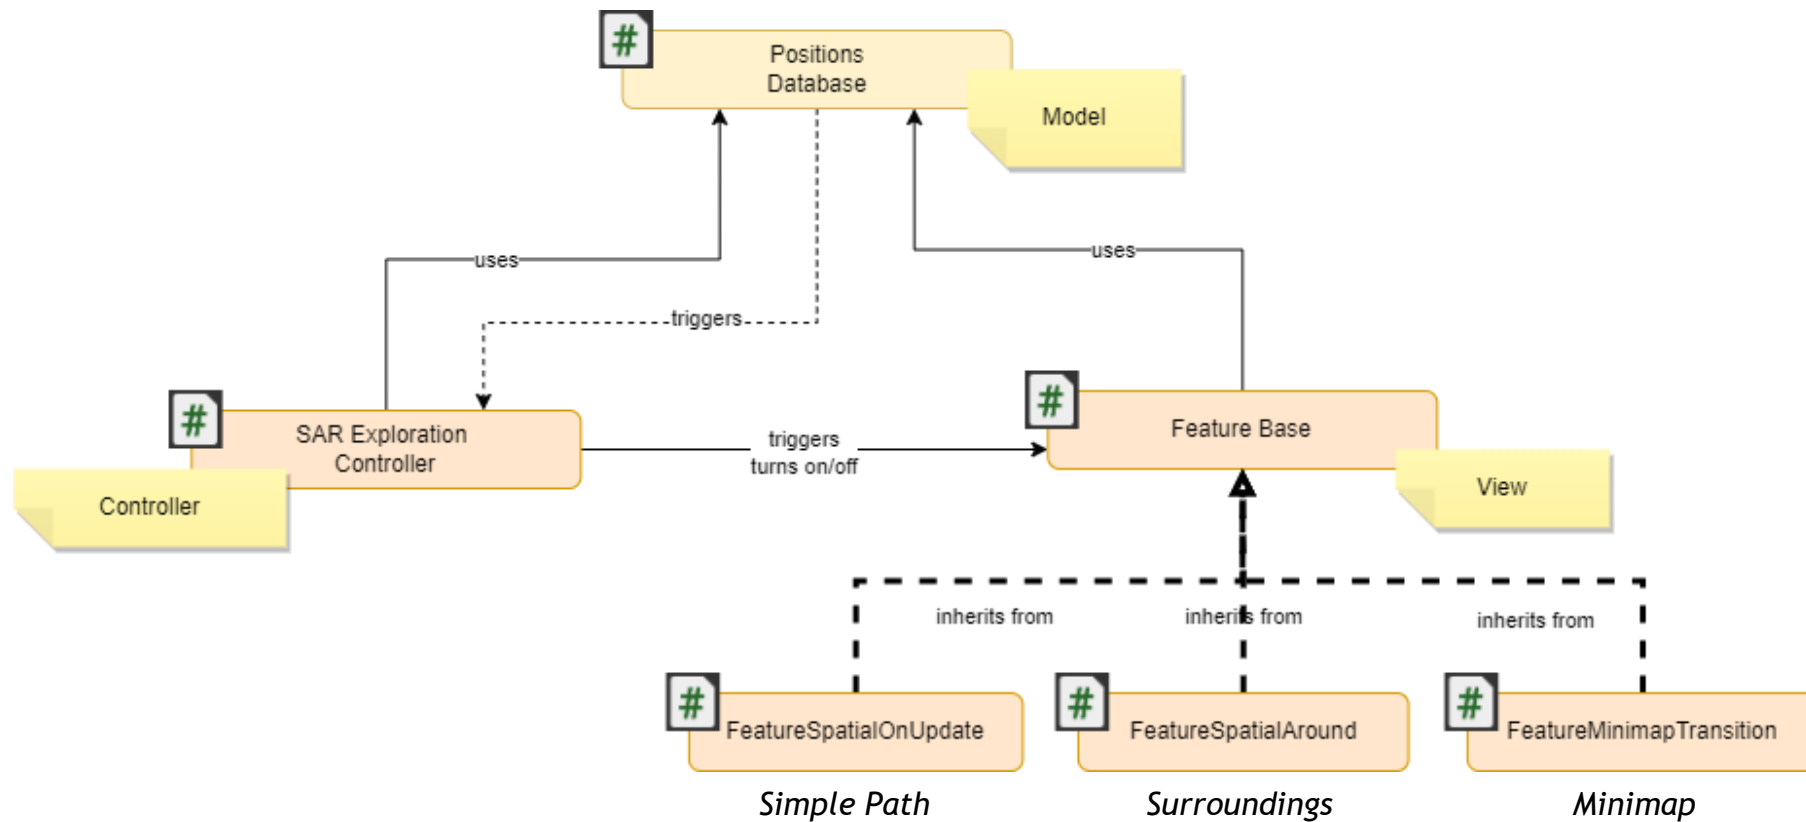 #
Positions
Database
Model
uses
uses
triggers
#
SAR Exploration
Controller
Controller
triggers
turns on/off
#
Feature Base
View
inherits from
inherits from
inherits from
#
FeatureSpatialOnUpdate
#
FeatureSpatialAround
#
FeatureMinimapTransition
Simple Path
Surroundings
Minimap